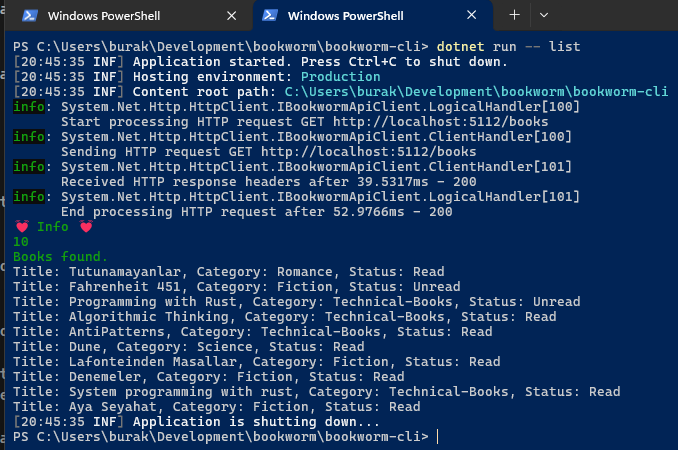 Windows PowerShell
Windows PowerShell
PS C:\Users\burak\Development\bookworm\bookworm-cli> dotnet run -- list
[20:45:35 INF] Application started. Press Ctrl+C to shut down.
[20:45:35 INF] Hosting environment: Production
[20:45:35 INF] Content root path: C:\Users\burak\Development\bookworm\bookworm-cli
info: System.Net.Http.HttpClient.IBookwormApiClient.LogicalHandler[100]
Start processing HTTP request GET http://localhost:5112/books
info: System.Net.Http.HttpClient.IBookwormApiClient.ClientHandler[100]
Sending HTTP request GET http://localhost:5112/books
info: System.Net.Http.HttpClient.IBookwormApiClient.ClientHandler[101]
Received HTTP response headers after 39.5317ms - 200
info: System.Net.Http.HttpClient.IBookwormApiClient.LogicalHandler[101]
End processing HTTP request after 52.9766ms - 200
💓 Info 💓
10
Books found.
Title: Tutunamayanlar, Category: Romance, Status: Read
Title: Fahrenheit 451, Category: Fiction, Status: Unread
Title: Programming with Rust, Category: Technical-Books, Status: Unread
Title: Algorithmic Thinking, Category: Technical-Books, Status: Read
Title: AntiPatterns, Category: Technical-Books, Status: Read
Title: Dune, Category: Science, Status: Read
Title: Lafonteinden Masallar, Category: Fiction, Status: Read
Title: Denemeler, Category: Fiction, Status: Read
Title: System programming with rust, Category: Technical-Books, Status: Read
Title: Aya Seyahat, Category: Fiction, Status: Read
[20:45:35 INF] Application is shutting down...
PS C:\Users\burak\Development\bookworm\bookworm-cli>